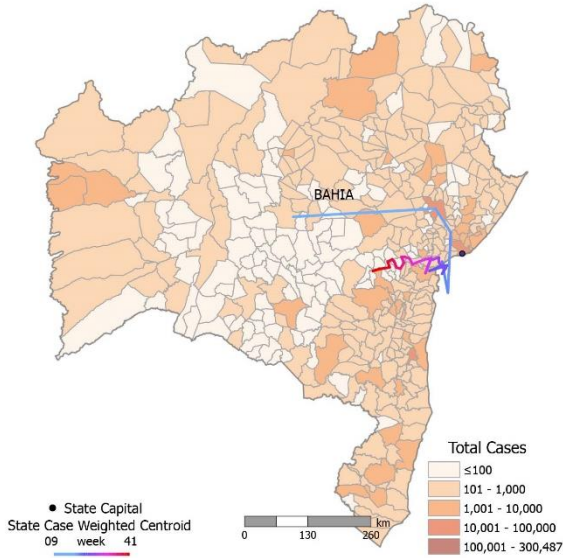 BAHIA
Total Cases
≤100
101 - 1,000
1,001 - 10,000
10,001 - 100,000
100,001 - 300,487
State Capital
State Case Weighted Centroid
09 week 41
km
0 130 260